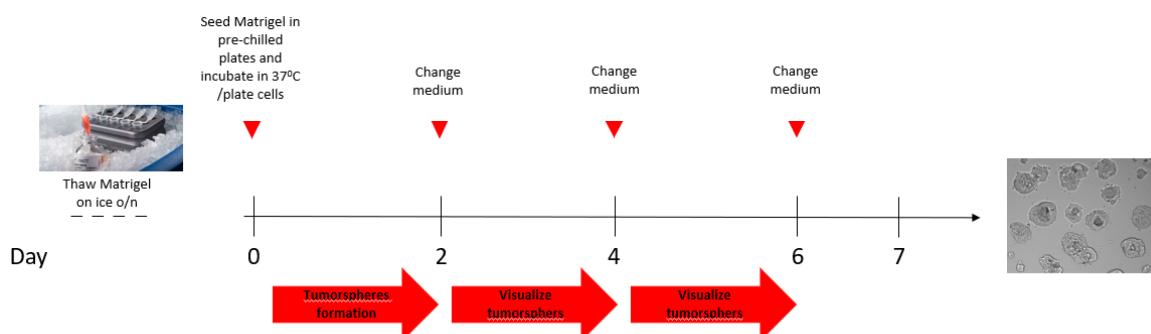 Seed Matrigel in
pre-chilled
plates and
incubate in 37⁰C
/plate cells
Change
medium
Change
medium
Change
medium
Thaw Matrigel
on ice o/n
Day
0
2
4
6
7
Tumorspheres
formation
Visualize
tumorsphers
Visualize
tumorsphers